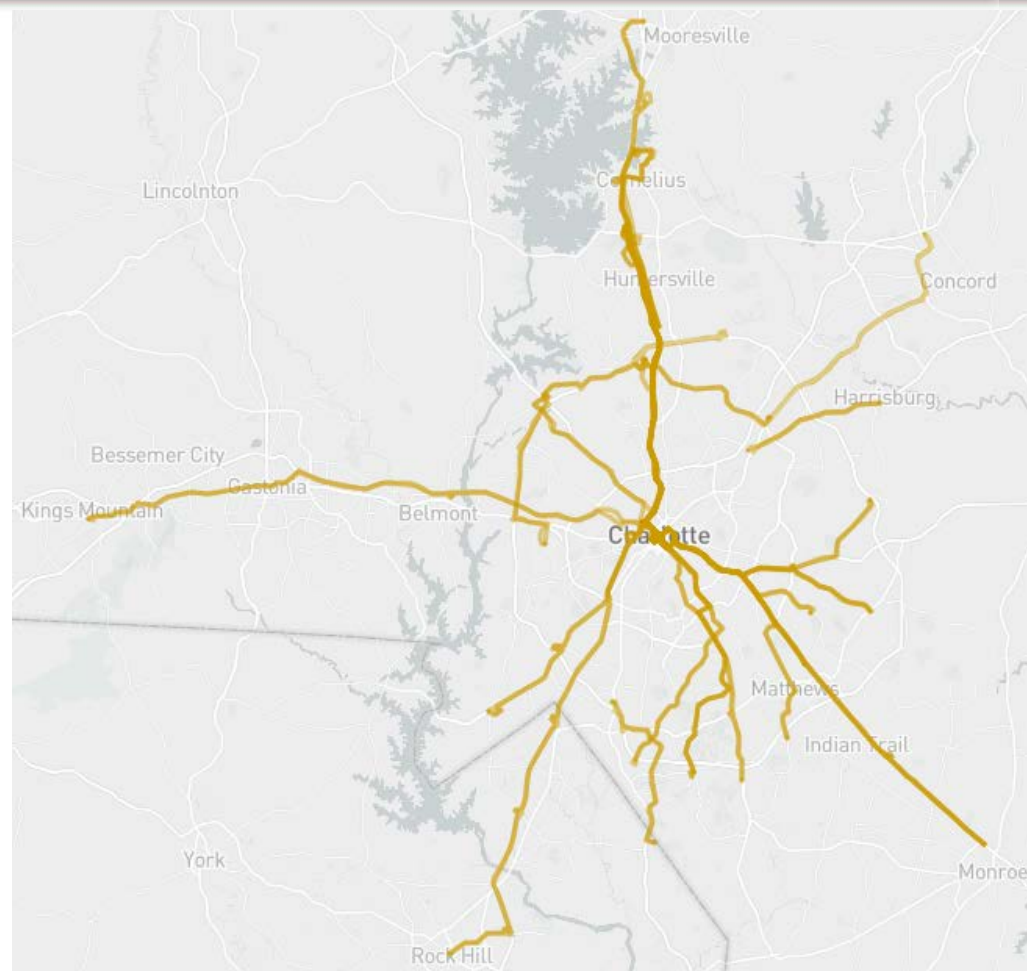 Mooresville
Lincolnton
Cornelius
Huntersville
Concord
Harrisburg
Bessemer City
Gastonia
Kings Mountain
Belmont
Charlotte
Matthews
Indian Trail
York
Monroe
Rock Hill